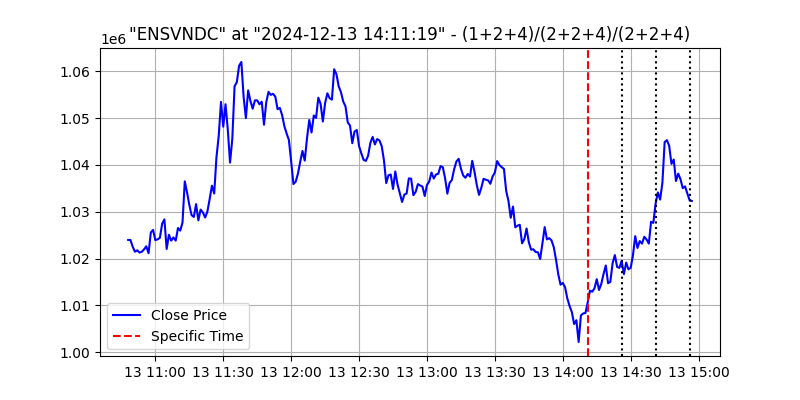 "ENSVNDC" at "2024-12-13 14:11:19" - (1+2+4)/(2+2+4)/(2+2+4)
1e6
1.06
1.05
1.04
1.03
1.02
1.01
1.00
Close Price
Specific Time
13 11:00 13 11:30 13 12:00 13 12:30 13 13:00 13 13:30 13 14:00 13 14:30 13 15:00